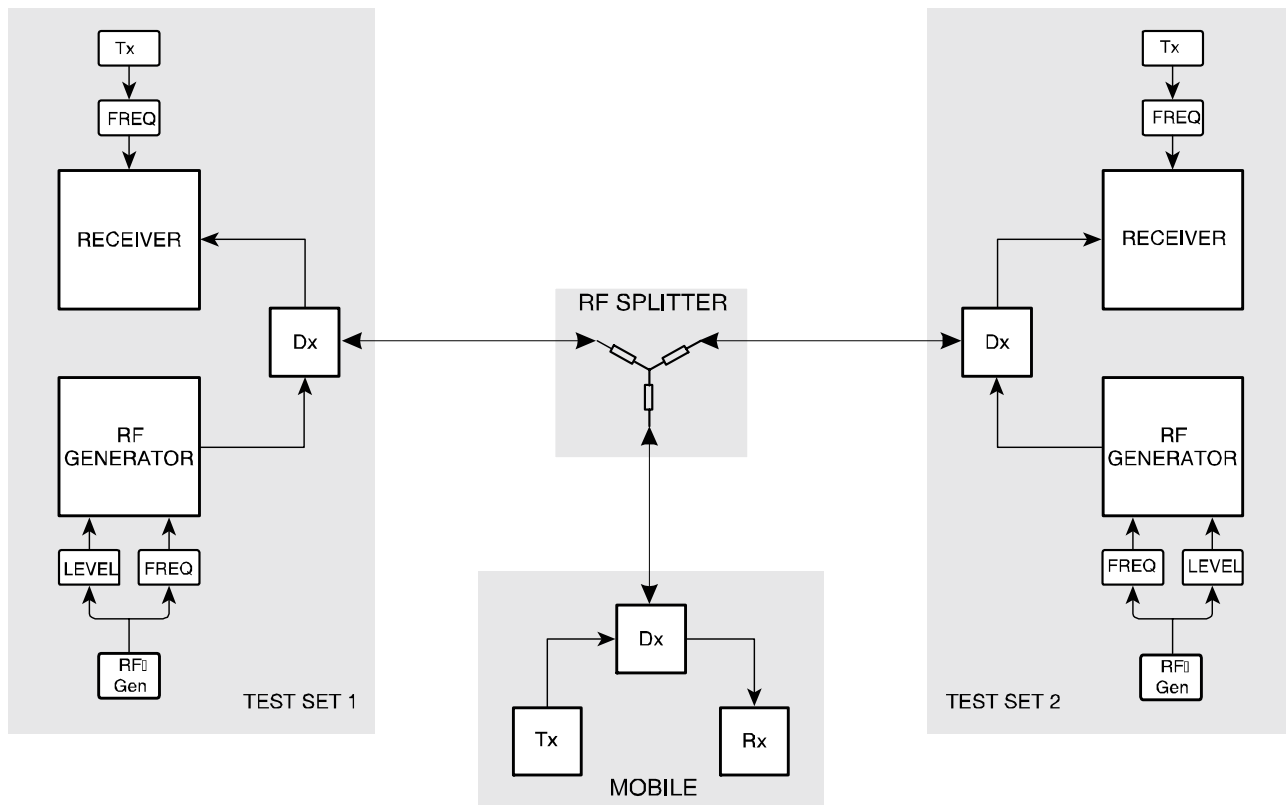 Tx
FREQ
RECEIVER
Dx
RF
GENERATOR
LEVEL
FREQ
RF
Gen
TEST SET 1
RF SPLITTER
Dx
Tx
Rx
MOBILE
Tx
FREQ
RECEIVER
Dx
RF
GENERATOR
FREQ
LEVEL
RF
Gen
TEST SET 2